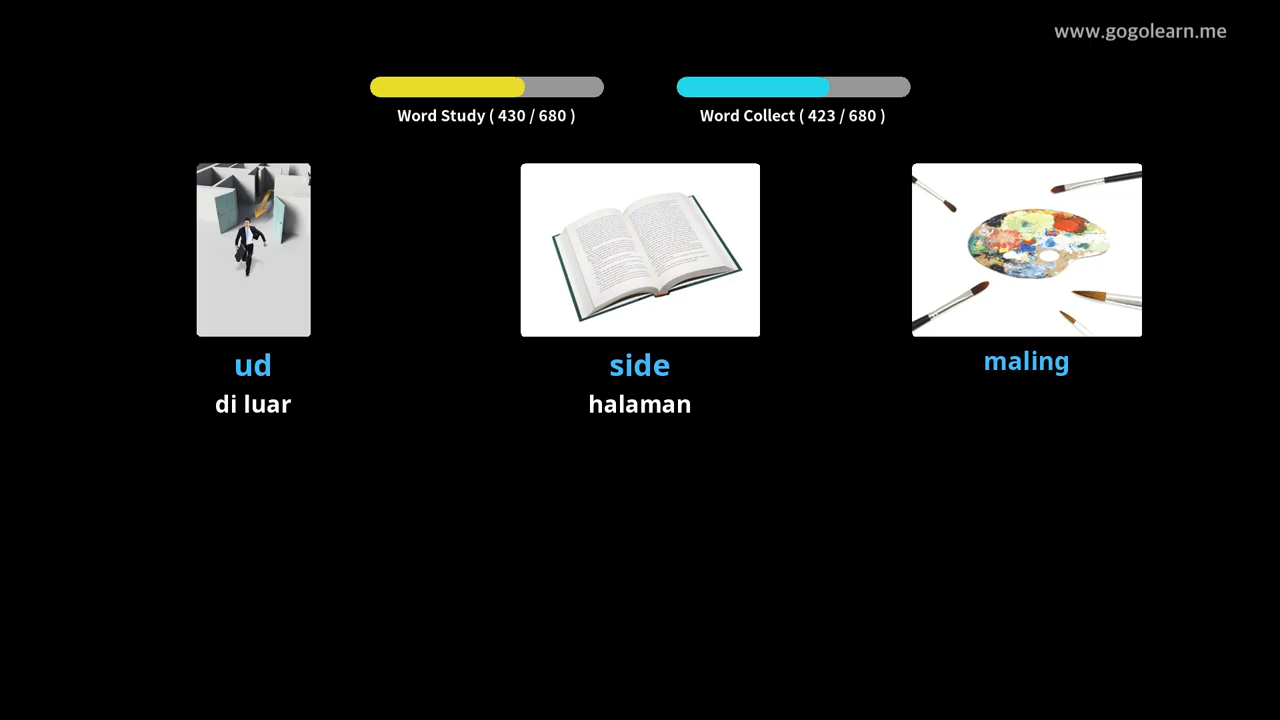 www.gogolearn.me
Word Study ( 430 / 680 )
Word Collect ( 423 / 680 )
ud
side
maling
di luar
halaman